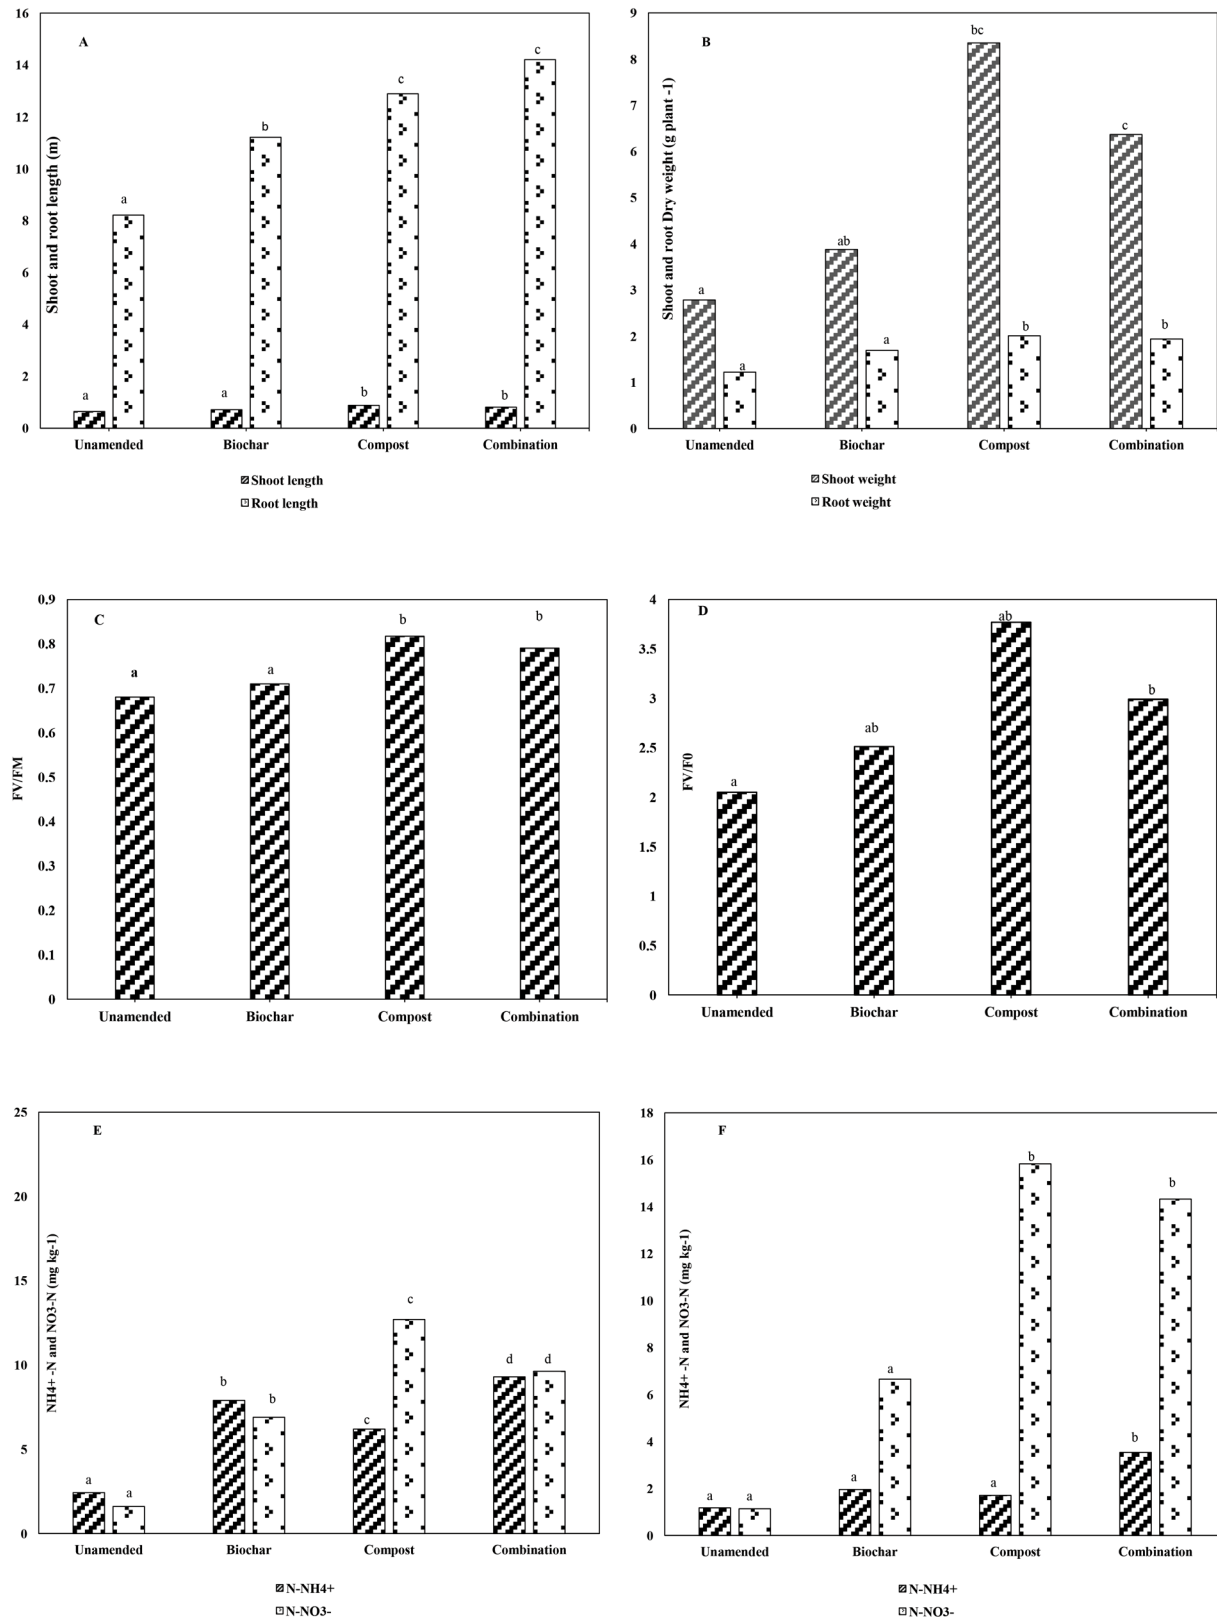 A
Shoot and root length (m)
16
14
12
10
8
6
4
2
0
a
a
a
b
b
c
b
c
Unamended Biochar Compost Combination
Shoot length
Root length
B
Shoot and root Dry weight (g plant -1)
9
8
7
6
5
4
3
2
1
0
a
a
ab
a
bc
b
c
b
Unamended Biochar Compost Combination
Shoot weight
Root weight
C
FV/FM
0.9
0.8
0.7
0.6
0.5
0.4
0.3
0.2
0.1
0
a
a
b
b
Unamended Biochar Compost Combination
D
FV/F0
4
3.5
3
2.5
2
1.5
1
0.5
0
a
ab
ab
b
Unamended Biochar Compost Combination
E
NH4+ -N and NO3-N (mg kg-1)
25
20
15
10
5
0
a
a
b
b
c
c
d
d
Unamended Biochar Compost Combination
N-NH4+
N-NO3-
F
NH4+ -N and NO3-N (mg kg-1)
18
16
14
12
10
8
6
4
2
0
a
a
a
a
a
b
b
b
Unamended Biochar Compost Combination
N-NH4+
N-NO3-